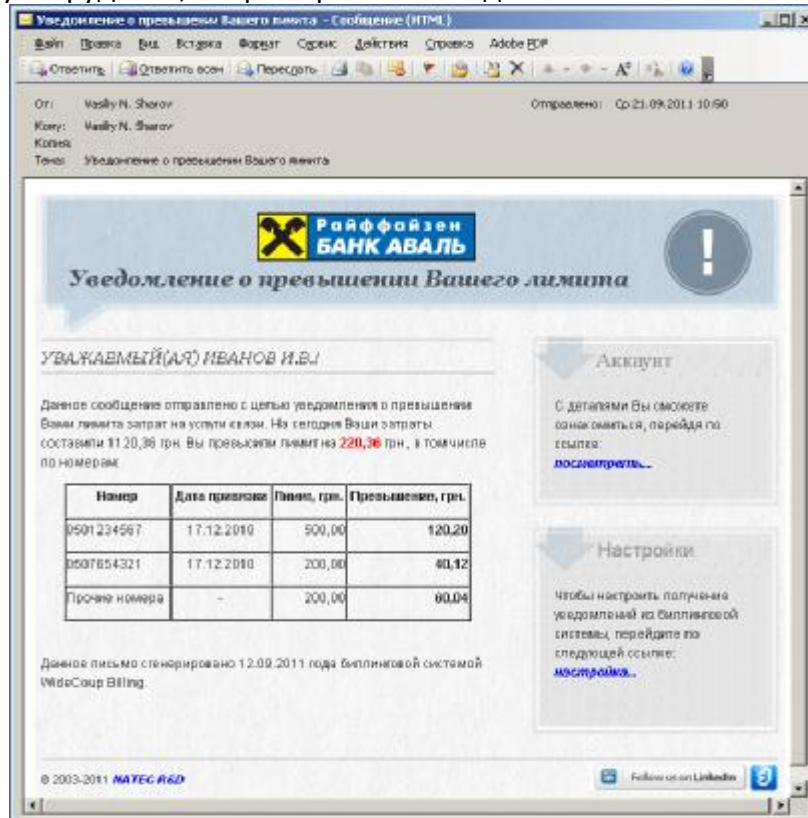 Уведомление о превышении Вашего лимита - Сообщение (HTML)
Файл Правка Вид Вставка Формат Сервис Действия Справка Adobe PDF
Ответить Ответить всем Переслать
От: Vasiliy N. Sharov Отправлено: Ср 21.09.2011 10:50
Кому: Vasiliy N. Sharov
Копия:
Тема: Уведомление о превышении Вашего лимита
Райффайзен
БАНК АВАЛЬ
Уведомление о превышении Вашего лимита
УВАЖАЕМЫЙ(АЯ) ИВАНОВ И.В.!
Данное сообщение отправлено с целью уведомления о превышении
Вами лимита затрат на услуги связи. На сегодня Ваши затраты
составили 1120,36 грн. Вы превысили лимит на 220,36 грн., в том числе
по номерам:
Номер Дата привязки Лимит, грн. Превышение, грн.
0501234567 17.12.2010 500,00 120,20
0507654321 17.12.2010 200,00 40,12
Прочие номера - 200,00 60,04
Данное письмо сгенерировано 12.09.2011 года биллинговой системой
WideCoup Billing.
Аккаунт
С деталями Вы сможете
ознакомиться, перейдя по
ссылке:
посмотреть...
Настройки
Чтобы настроить получение
уведомлений из биллинговой
системы, перейдите по
следующей ссылке:
настройка...
© 2003-2011 NATEC R&D
Follow us on LinkedIn